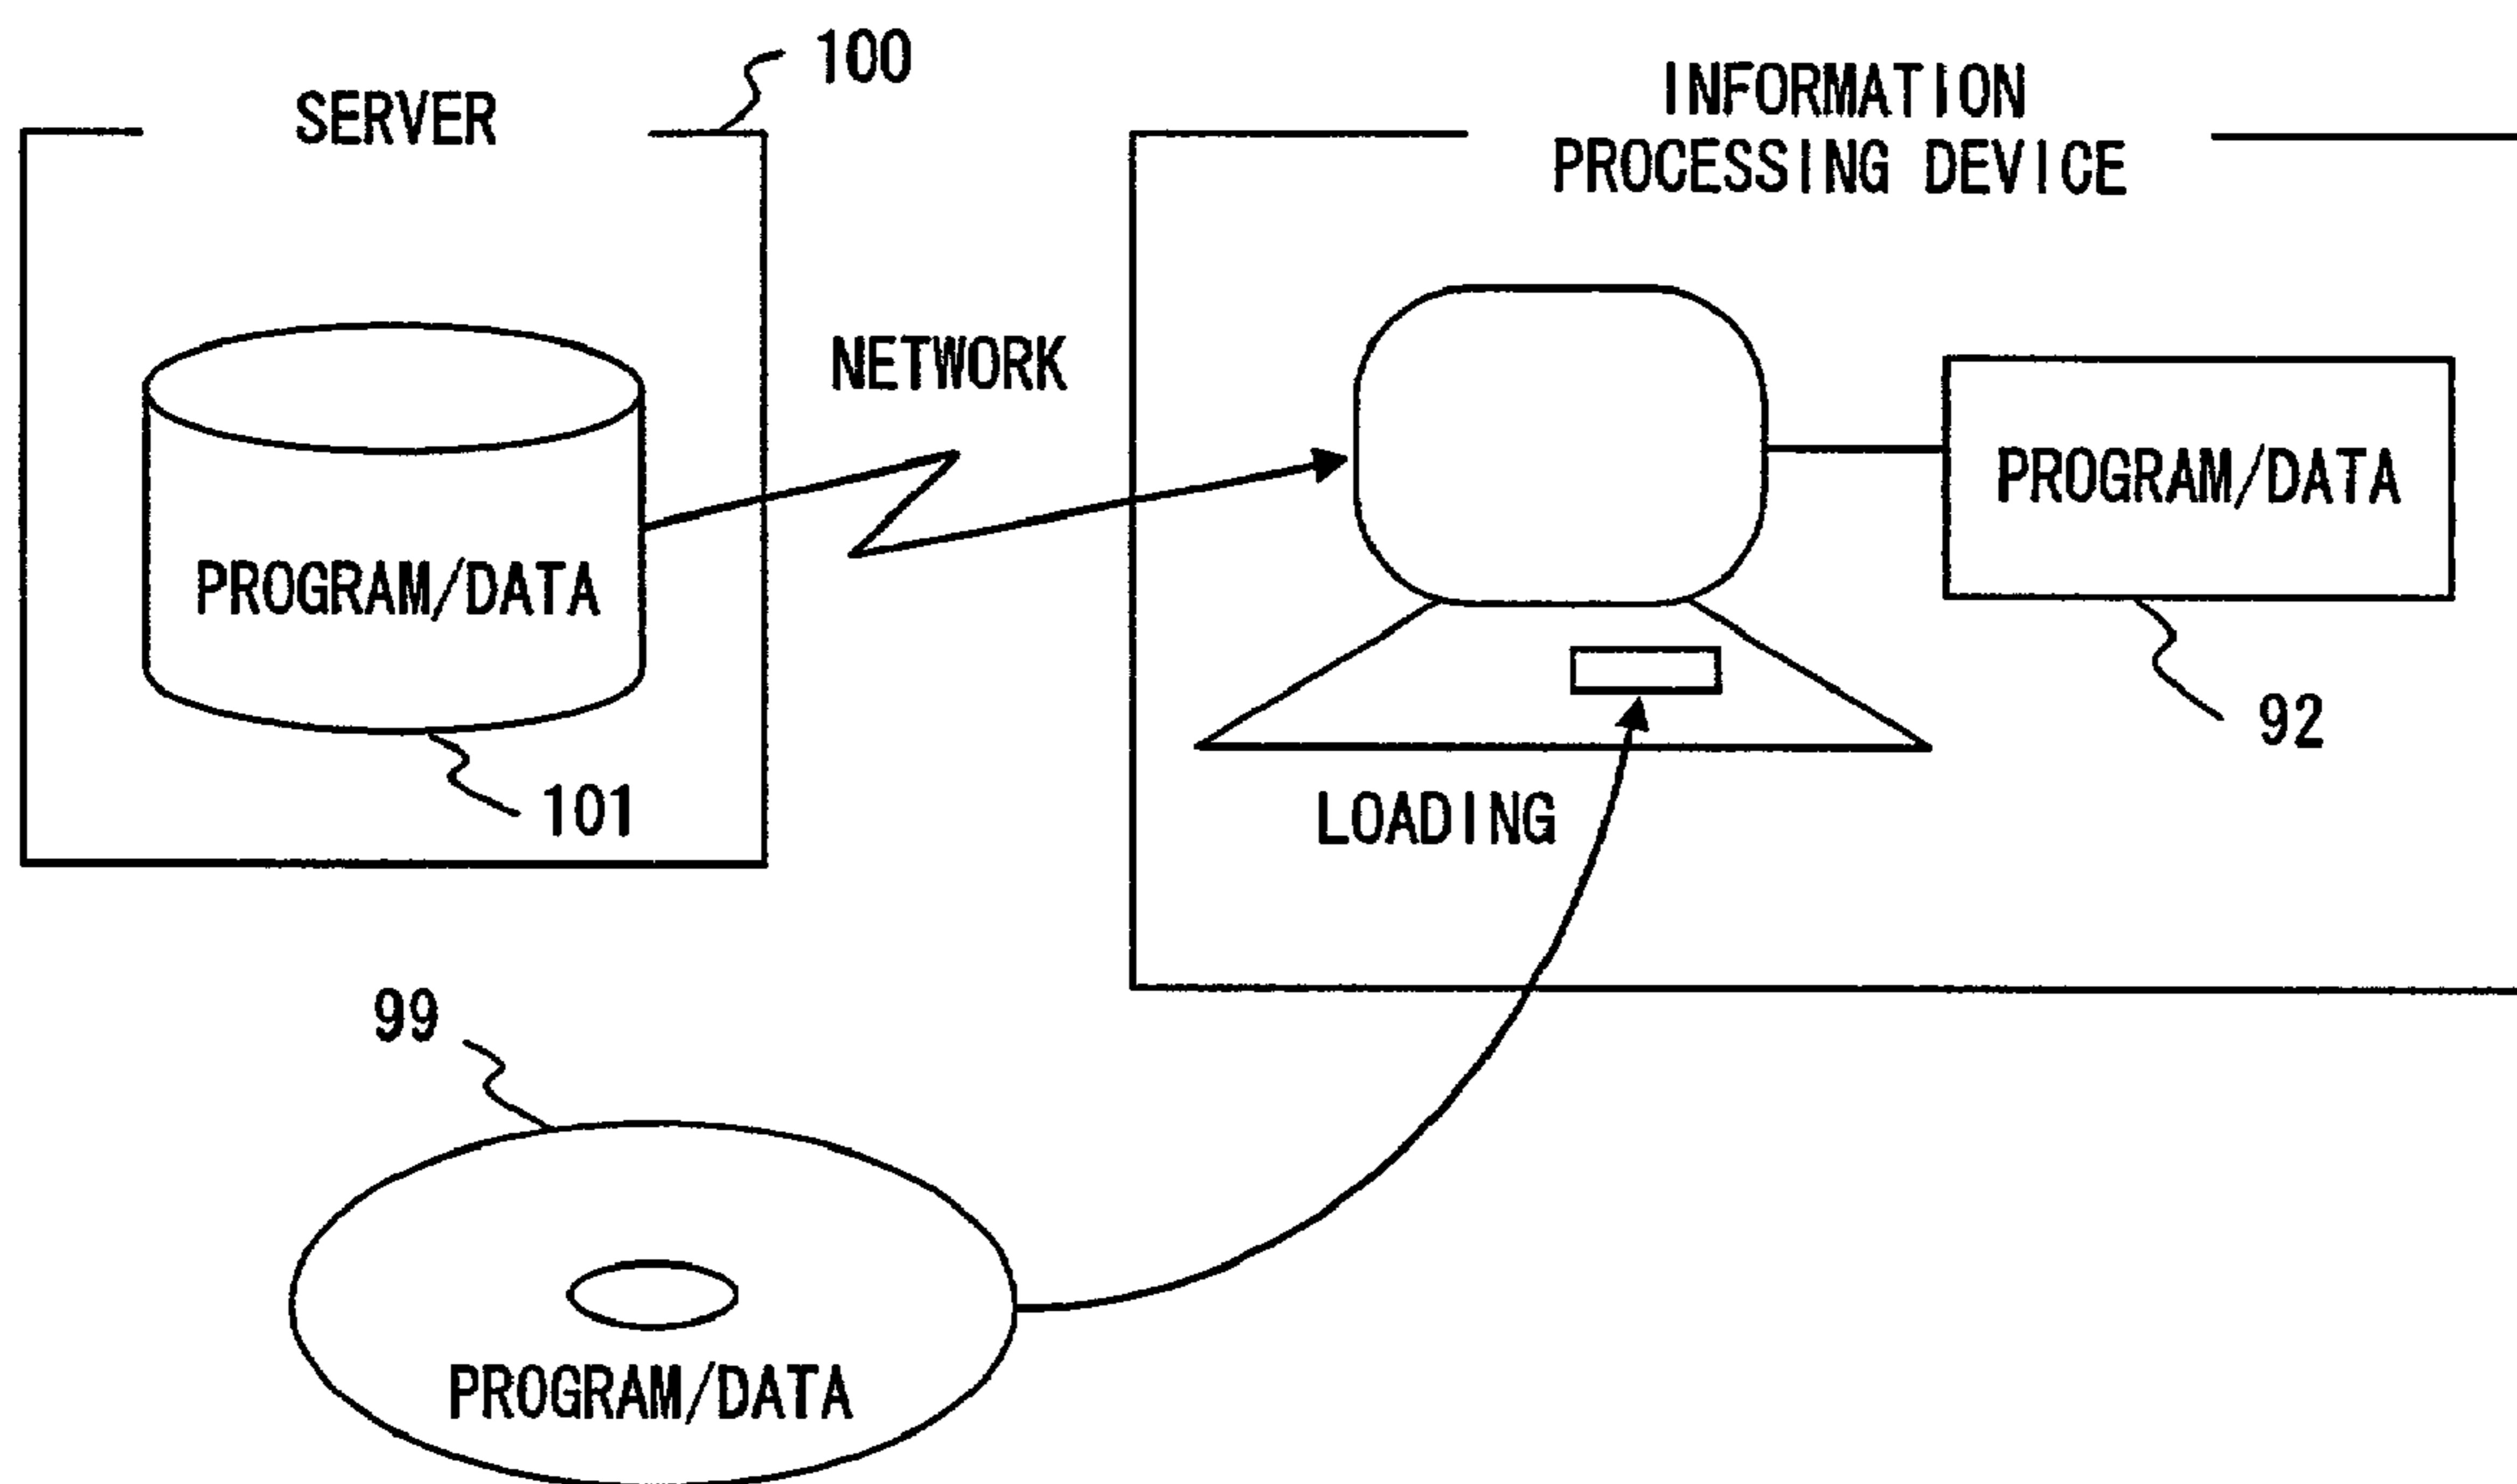 100
SERVER
INFORMATION
PROCESSING DEVICE
NETWORK
PROGRAM/DATA
PROGRAM/DATA
92
101
LOADING
99
PROGRAM/DATA